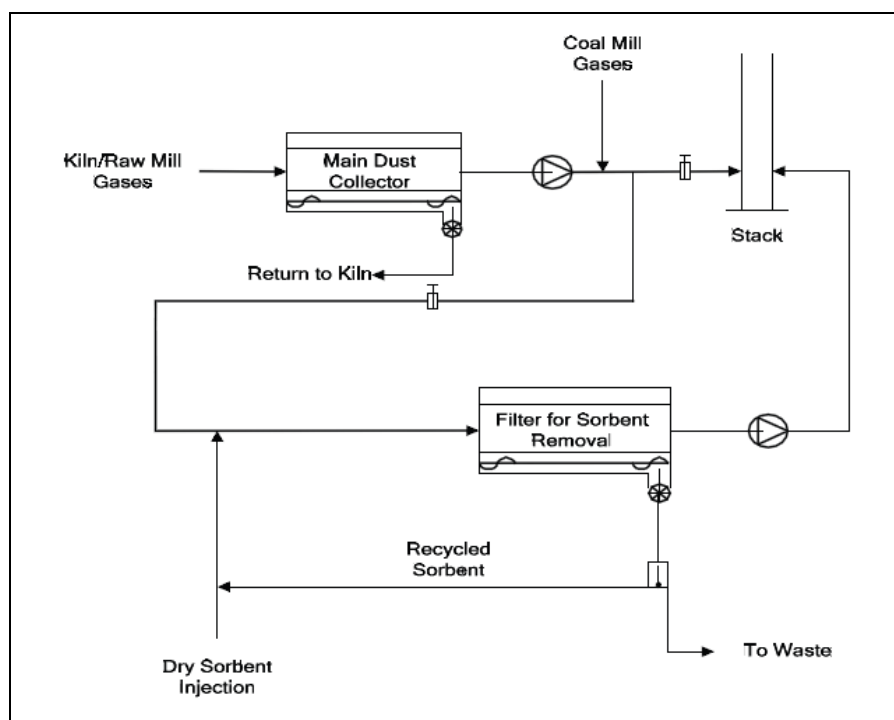 Coal Mill
Gases
Kiln/Raw Mill
Gases
Main Dust
Collector
Stack
Return to Kiln
Filter for Sorbent
Removal
Recycled
Sorbent
To Waste
Dry Sorbent
Injection